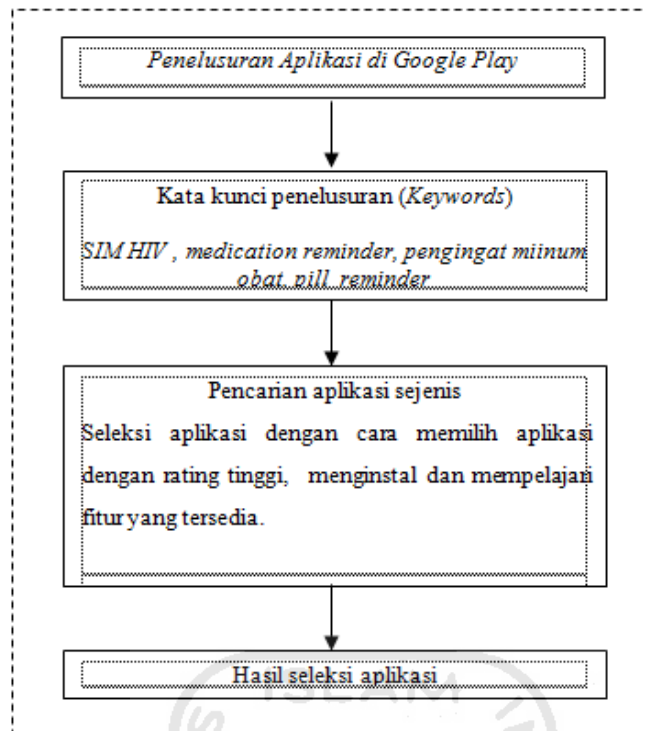 Penelusuran Aplikasi di Google Play
Kata kunci penelusuran (Keywords)
SIM HIV , medication reminder, pengingat miinum
obat, pill reminder
Pencarian aplikasi sejenis
Seleksi aplikasi dengan cara memilih aplikasi
dengan rating tinggi, menginstal dan mempelajari
fitur yang tersedia.
Hasil seleksi aplikasi
ISLAM